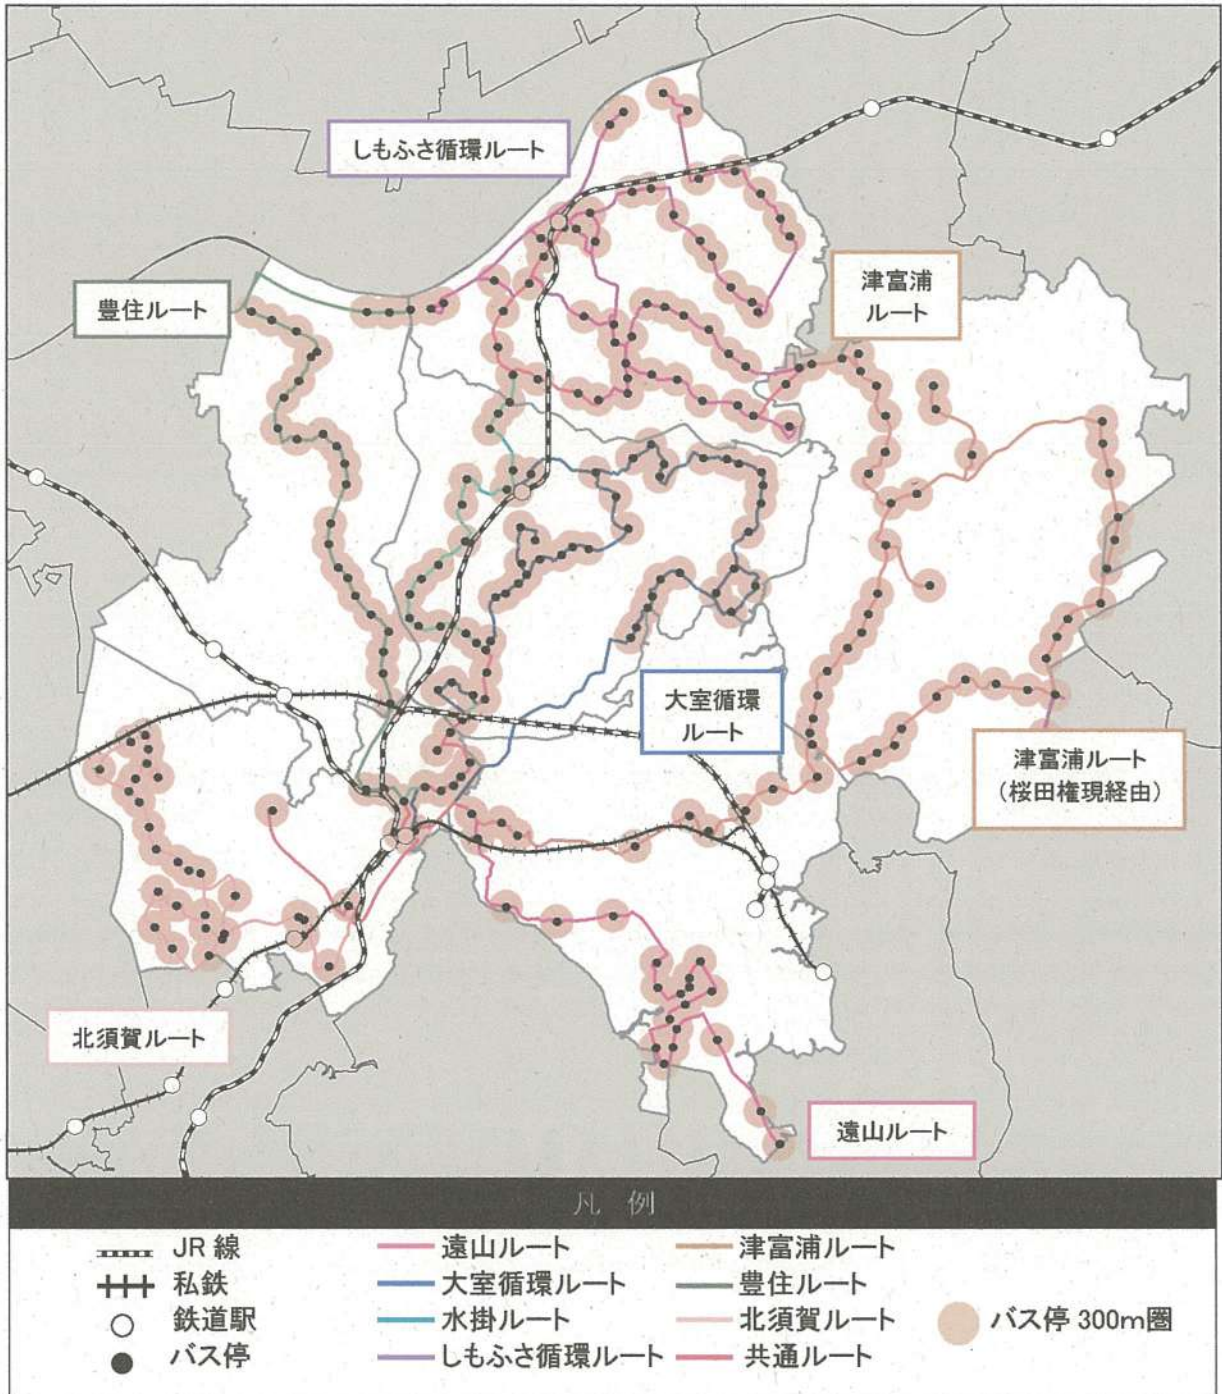 しもふさ循環ルート
津富浦
ルート
豊住ルート
大室循環
ルート
津富浦ルート
（桜田権現経由）
北須賀ルート
遠山ルート
凡 例
JR 線
遠山ルート
津富浦ルート
私鉄
大室循環ルート
豊住ルート
鉄道駅
水掛ルート
北須賀ルート
バス停 300m圏
バス停
しもふさ循環ルート
共通ルート